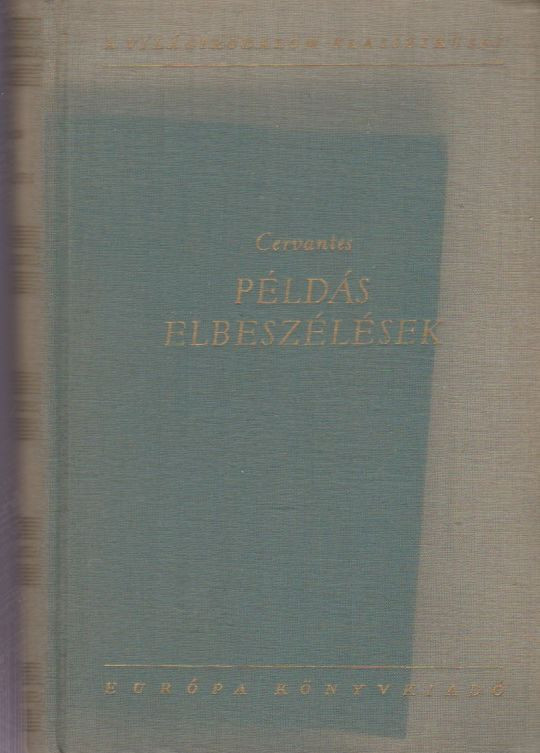 A VILÁGIRODALOM KLASSZIKUSAI
Cervantes
PÉLDÁS
ELBESZÉLÉSEK
EURÓPA KÖNYVKIADÓ